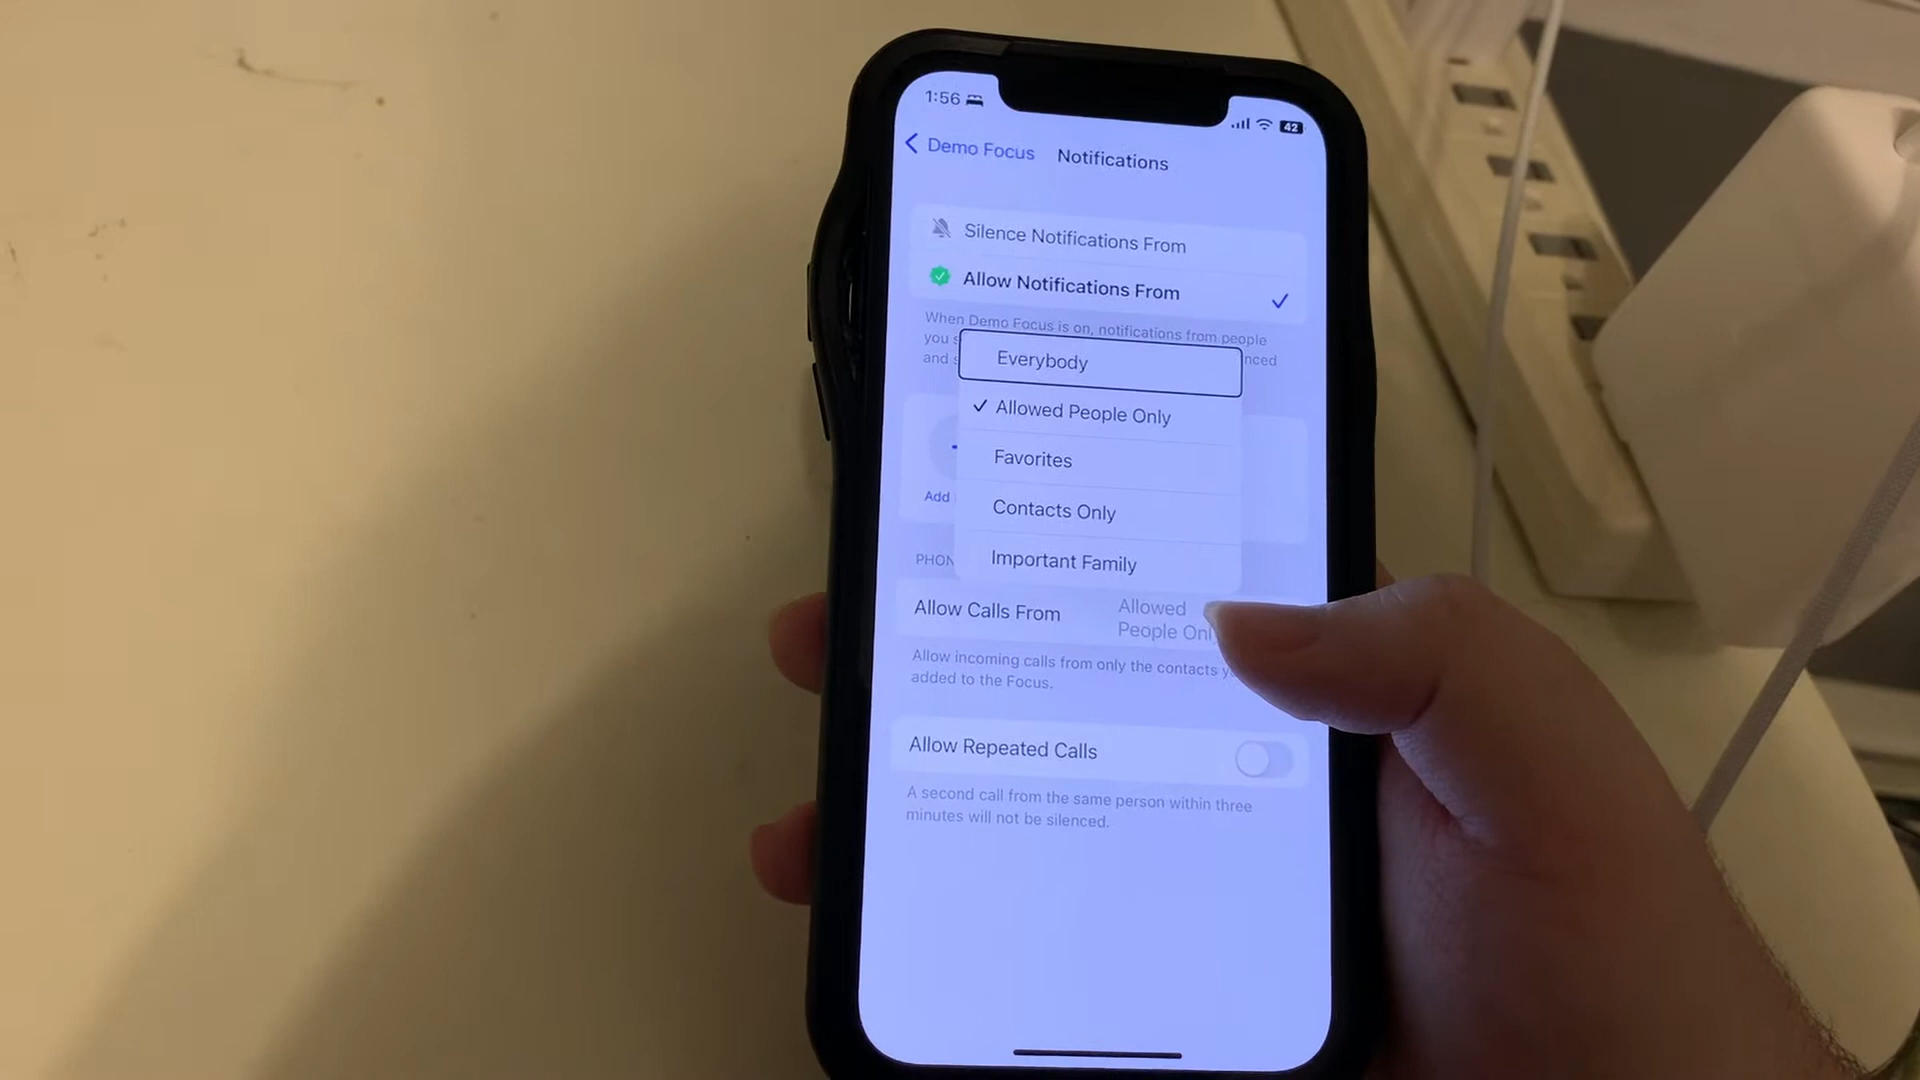 1:56
42
Demo Focus Notifications
Silence Notifications From
Allow Notifications From
When Demo Focus is on, notifications from people
you
nced
and
Everybody
Allowed People Only
Favorites
Contacts Only
Important Family
Add
PHON
Allow Calls From
Allowed
People Onl
Allow incoming calls from only the contacts
added to the Focus.
Allow Repeated Calls
A second call from the same person within three
minutes will not be silenced.